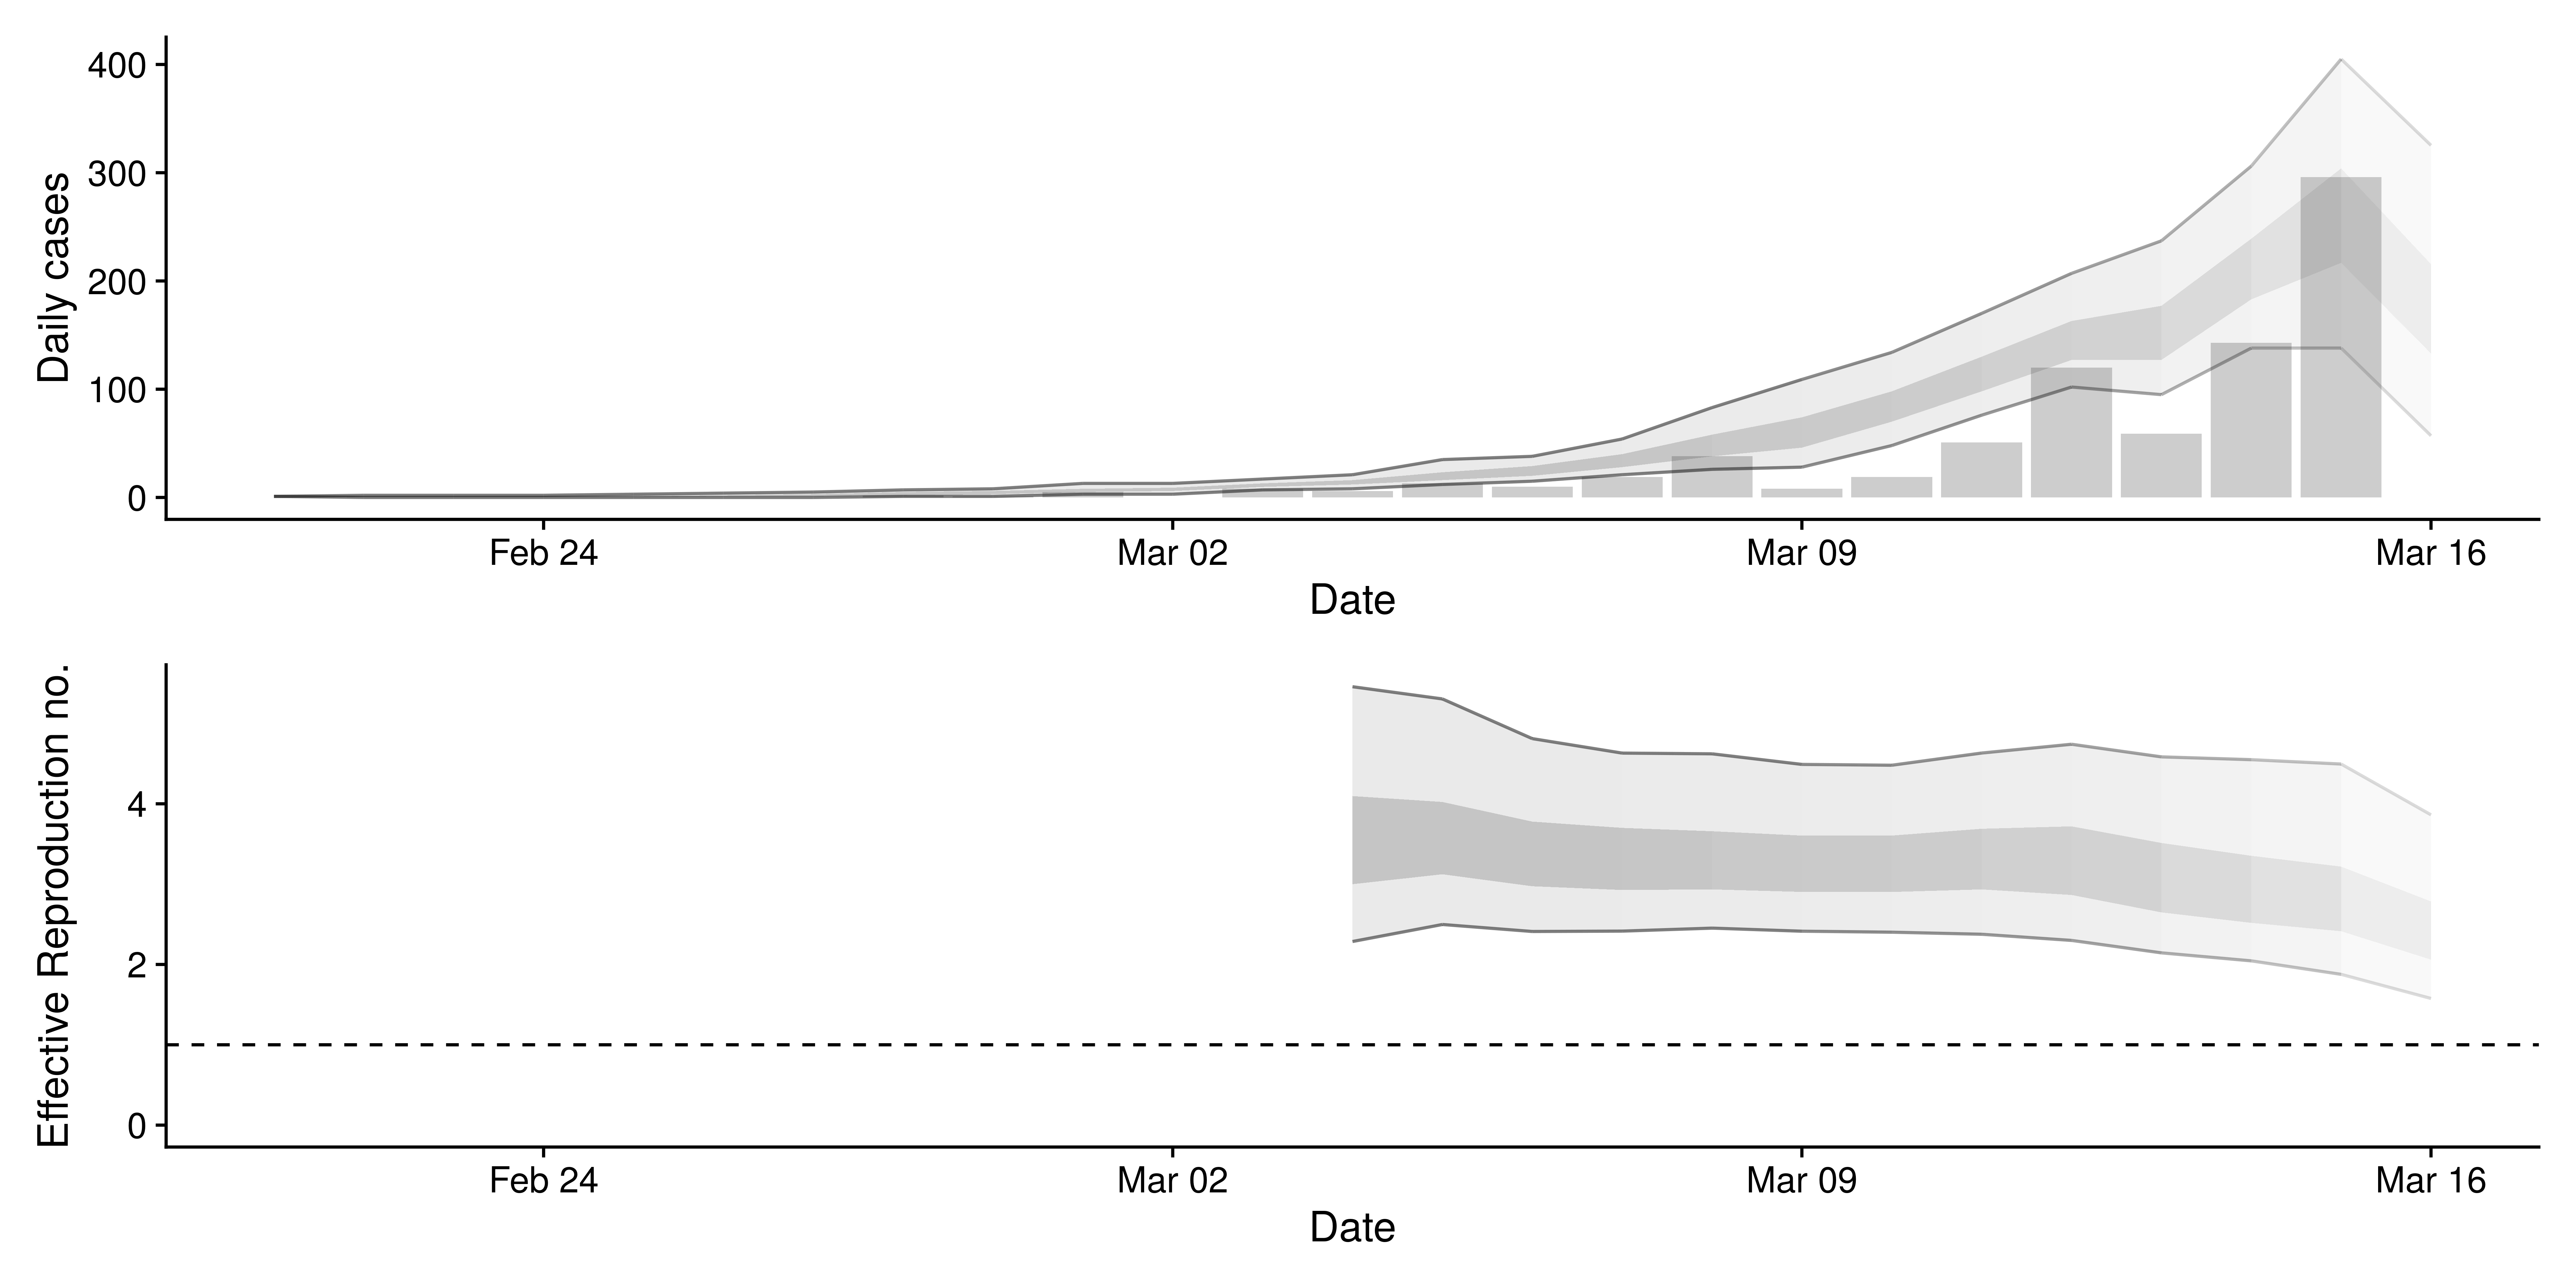 Daily cases
400
300
200
100
0
Feb 24 Mar 02 Mar 09 Mar 16
Date
Effective Reproduction no.
4
2
0
Feb 24 Mar 02 Mar 09 Mar 16
Date